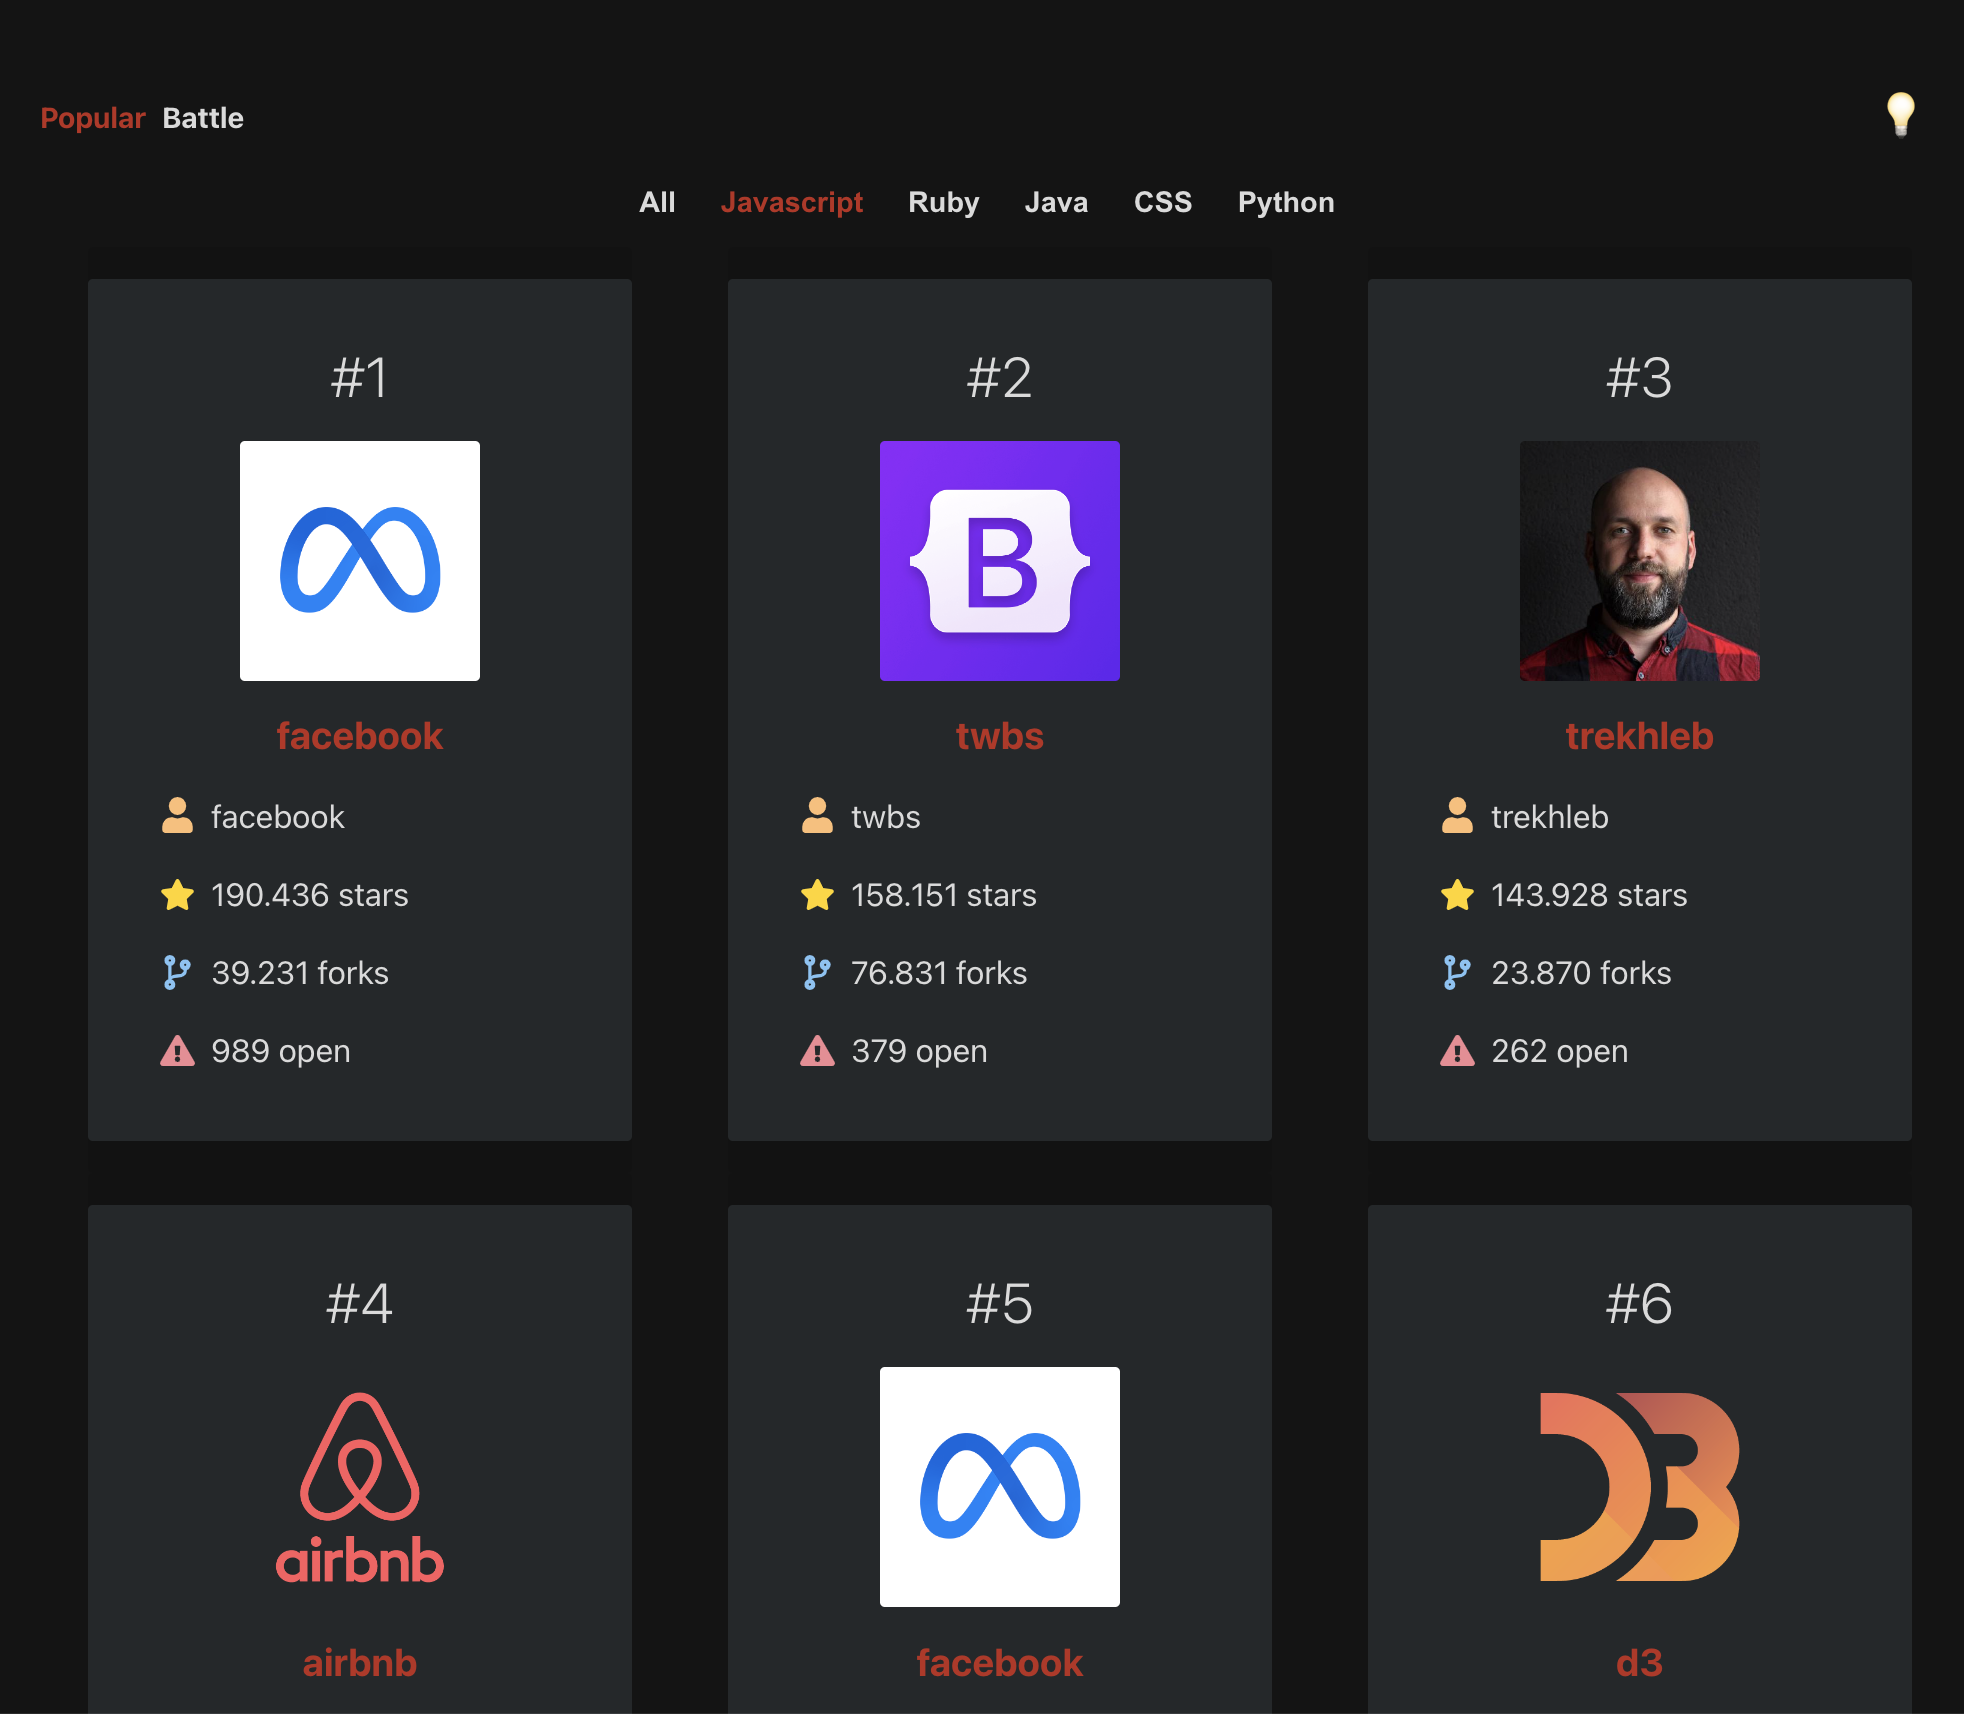 Popular Battle
All Javascript Ruby Java CSS Python
#1
facebook
facebook
190.436 stars
39.231 forks
989 open
#2
B
twbs
twbs
158.151 stars
76.831 forks
379 open
#3
trekhleb
trekhleb
143.928 stars
23.870 forks
262 open
#4
airbnb
airbnb
#5
facebook
#6
D3
d3